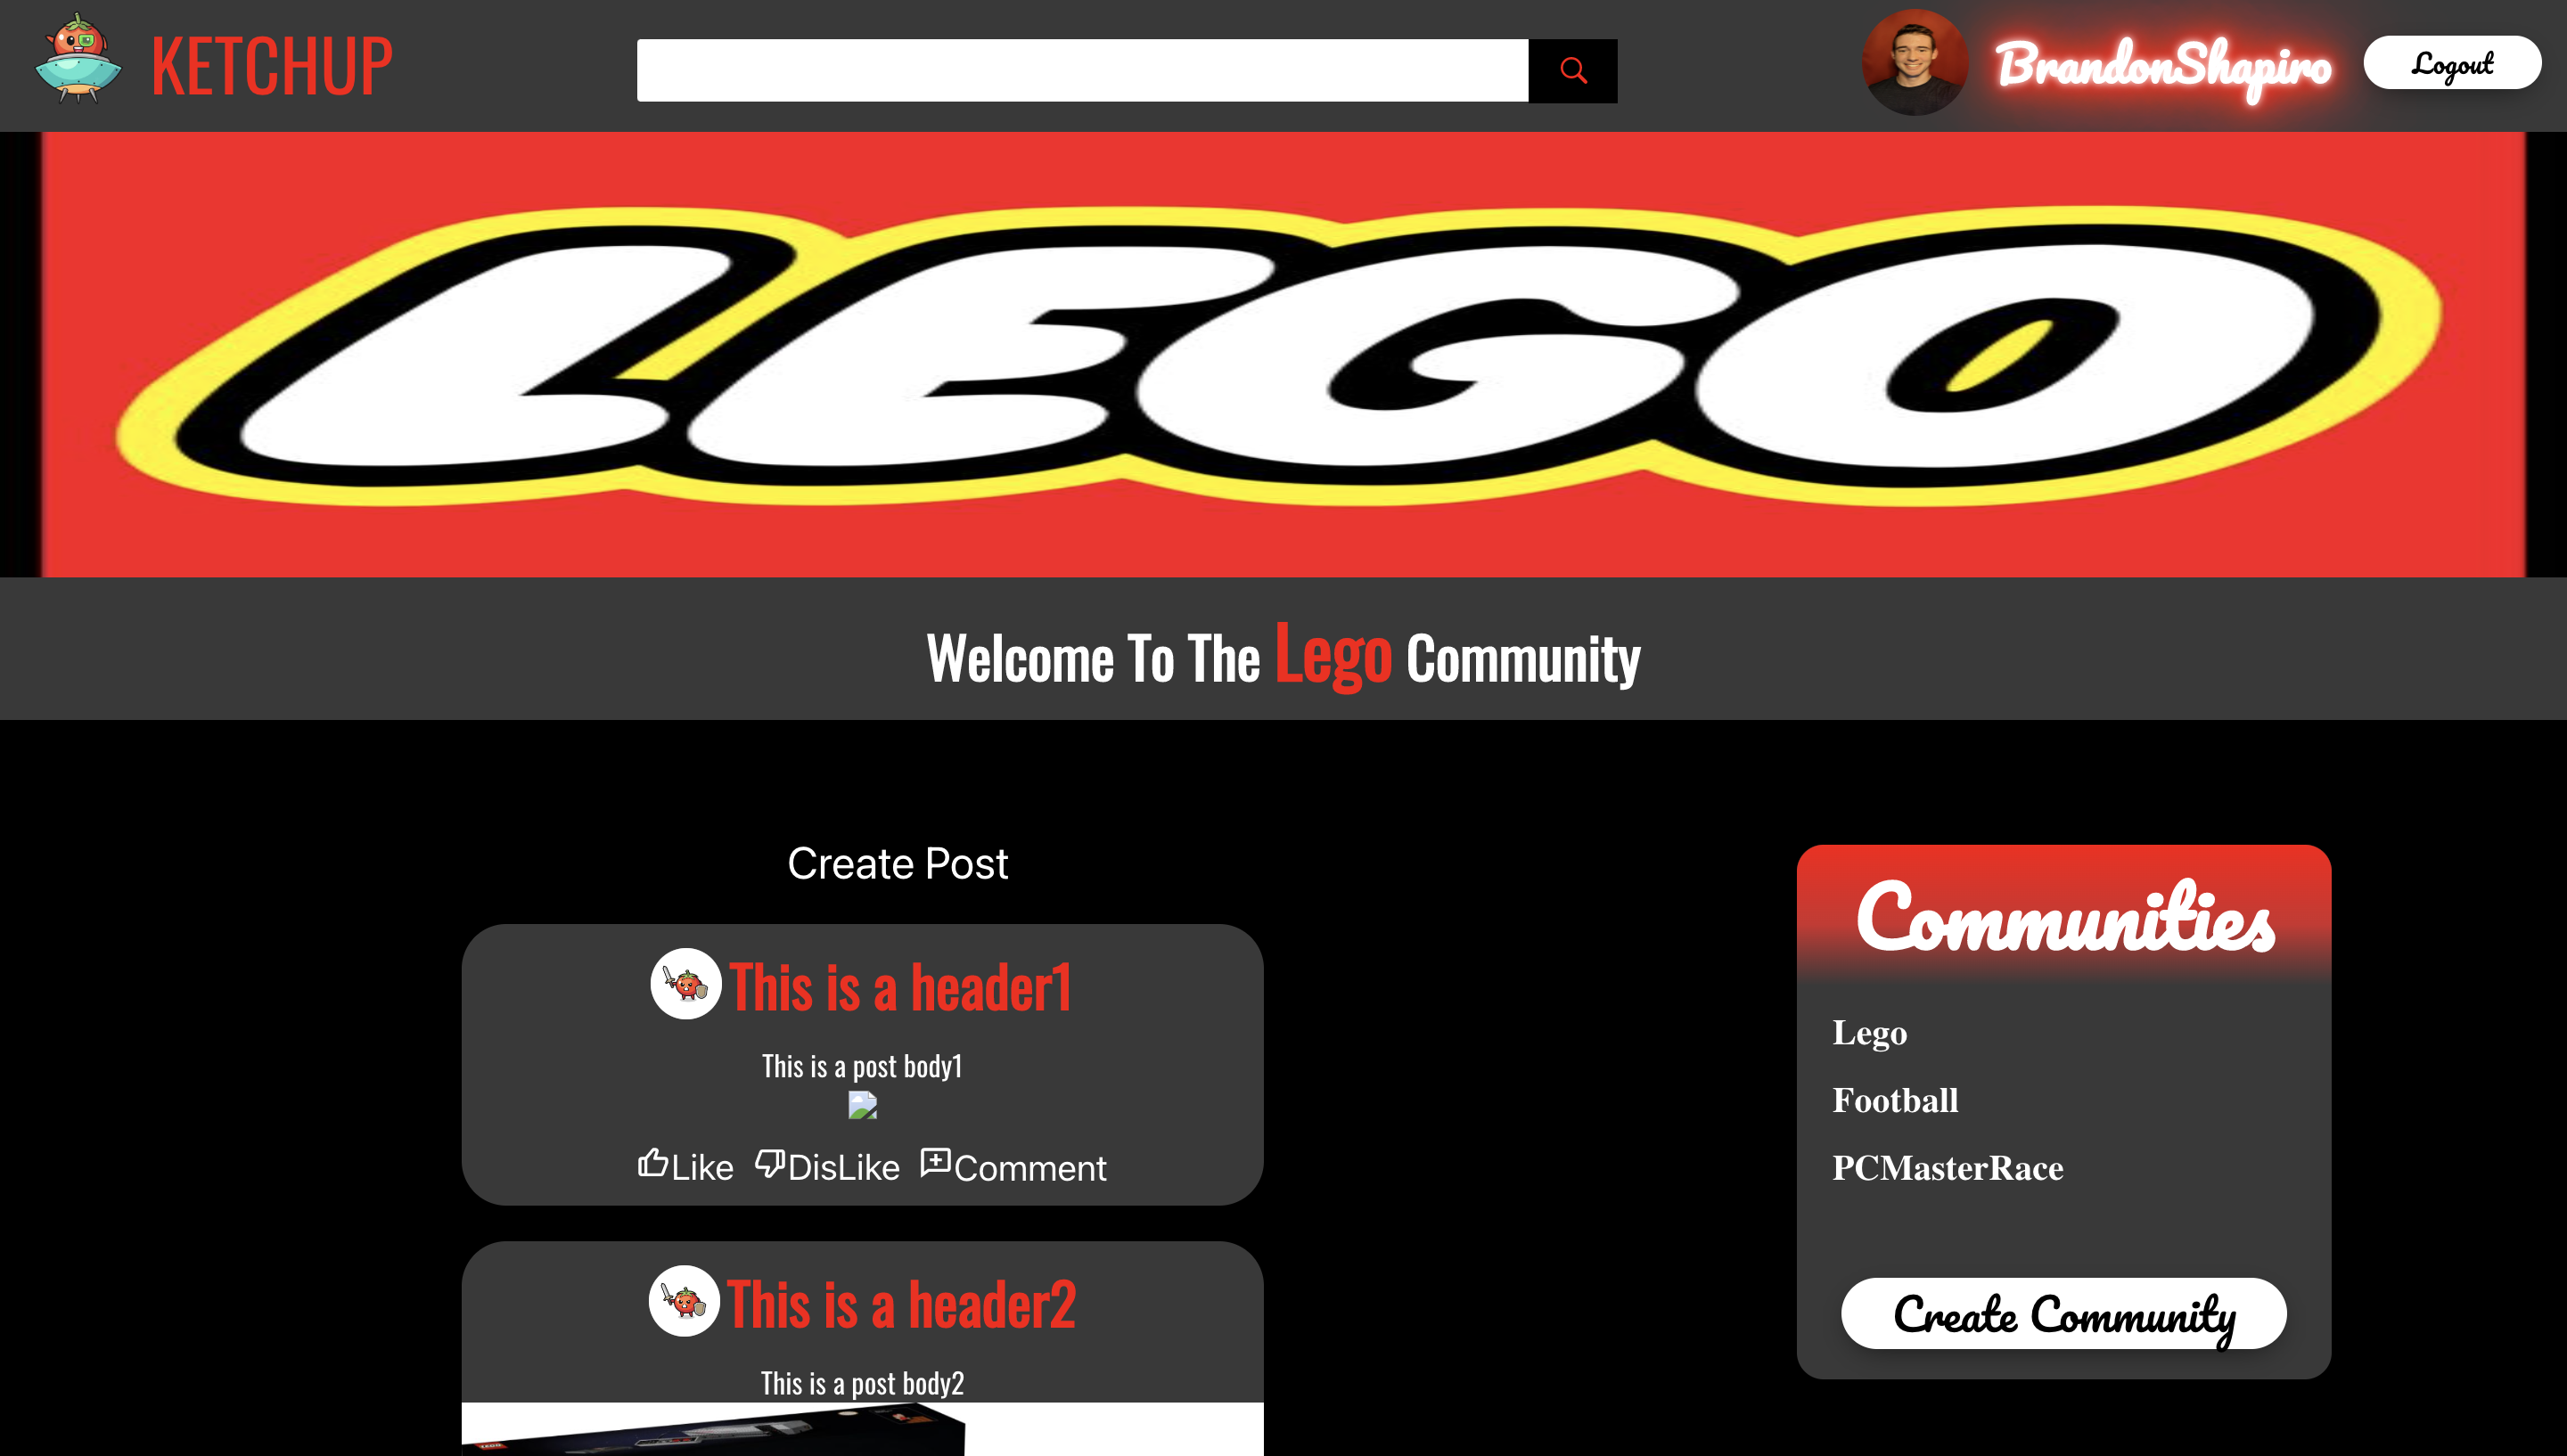 KETCHUP
BrandonShapiro
Logout
LEGO
Welcome To The Lego Community
Create Post
This is a header1
This is a post body1
Like DisLike Comment
This is a header2
This is a post body2
LEGO
Communities
Lego
Football
PCMasterRace
Create Community